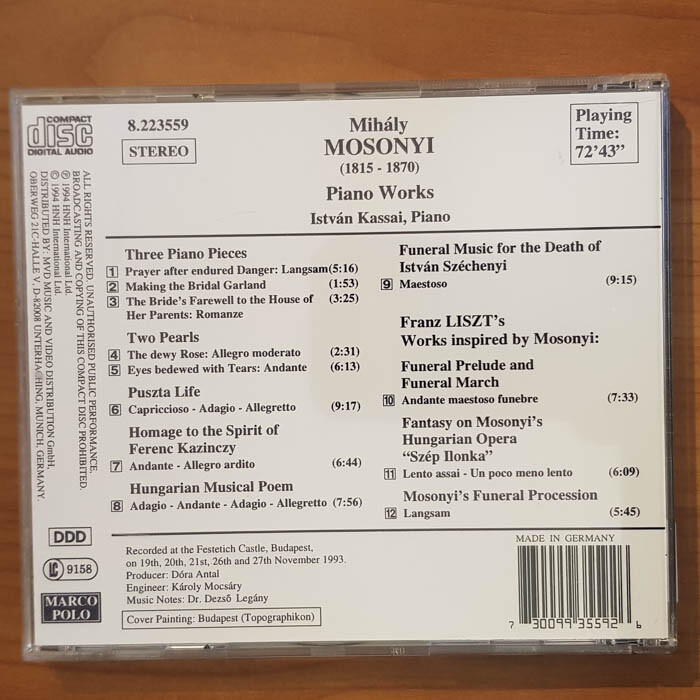 COMPACT
disc
DIGITAL AUDIO
8.223559
STEREO
Mihály
MOSONYI
(1815 - 1870)
Piano Works
István Kassai, Piano
Playing
Time:
72'43"
Three Piano Pieces
1 Prayer after endured Danger: Langsam (5:16)
2 Making the Bridal Garland (1:53)
3 The Bride's Farewell to the House of (3:25)
Her Parents: Romanze
Two Pearls
4 The dewy Rose: Allegro moderato (2:31)
5 Eyes bedewed with Tears: Andante (6:13)
Puszta Life
6 Capriccioso - Adagio - Allegretto (9:17)
Homage to the Spirit of
Ferenc Kazinczy
7 Andante - Allegro ardito (6:44)
Hungarian Musical Poem
8 Adagio - Andante - Adagio - Allegretto (7:56)
Funeral Music for the Death of
István Széchenyi
9 Maestoso (9:15)
Franz LISZT's
Works inspired by Mosonyi:
Funeral Prelude and
Funeral March
10 Andante maestoso funebre (7:33)
Fantasy on Mosonyi's
Hungarian Opera
"Szép Ilonka"
11 Lento assai - Un poco meno lento (6:09)
Mosonyi's Funeral Procession
12 Langsam (5:45)
Recorded at the Festetich Castle, Budapest,
on 19th, 20th, 21st, 26th and 27th November 1993.
Producer: Dóra Antal
Engineer: Károly Mocsáry
Music Notes: Dr. Dezső Legány
Cover Painting: Budapest (Topographikon)
MADE IN GERMANY
7 30099 35592 6
ALL RIGHTS RESERVED. UNAUTHORISED PUBLIC PERFORMANCE,
BROADCASTING AND COPYING OF THIS COMPACT DISC PROHIBITED.
℗ 1994 HNH International Ltd.
© 1994 HNH International Ltd.
DISTRIBUTED BY: MVD MUSIC AND VIDEO DISTRIBUTION GmbH,
OBERWEG 21C-HALLE V, D-82008 UNTERHACHING, MUNICH, GERMANY.
DDD
LC 9158
MARCO
POLO